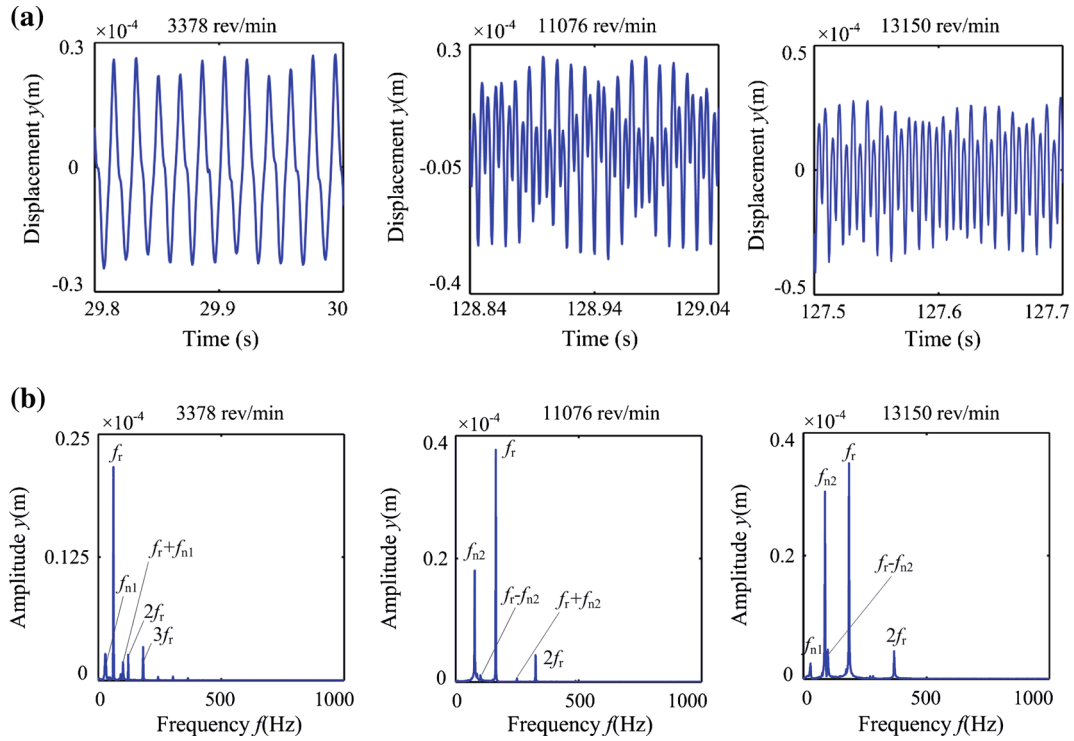 (a)
3378 rev/min
×10-4
0.3
0
-0.3
Displacement y(m)
29.8 29.9 30
Time (s)
11076 rev/min
×10-4
0.3
-0.05
-0.4
Displacement y(m)
128.84 128.94 129.04
Time (s)
13150 rev/min
×10-4
0.5
0
-0.5
Displacement y(m)
127.5 127.6 127.7
Time (s)
(b)
3378 rev/min
×10-4
0.25
0.125
0
Amplitude y(m)
fr
fr+fn1
fn1
2fr
3fr
0 500 1000
Frequency f(Hz)
11076 rev/min
×10-4
0.4
0.2
0
Amplitude y(m)
fr
fn2
fr-fn2
fr+fn2
2fr
0 500 1000
Frequency f(Hz)
13150 rev/min
×10-4
0.4
0.2
0
Amplitude y(m)
fr
fn2
fr-fn2
fn1
2fr
0 500 1000
Frequency f(Hz)